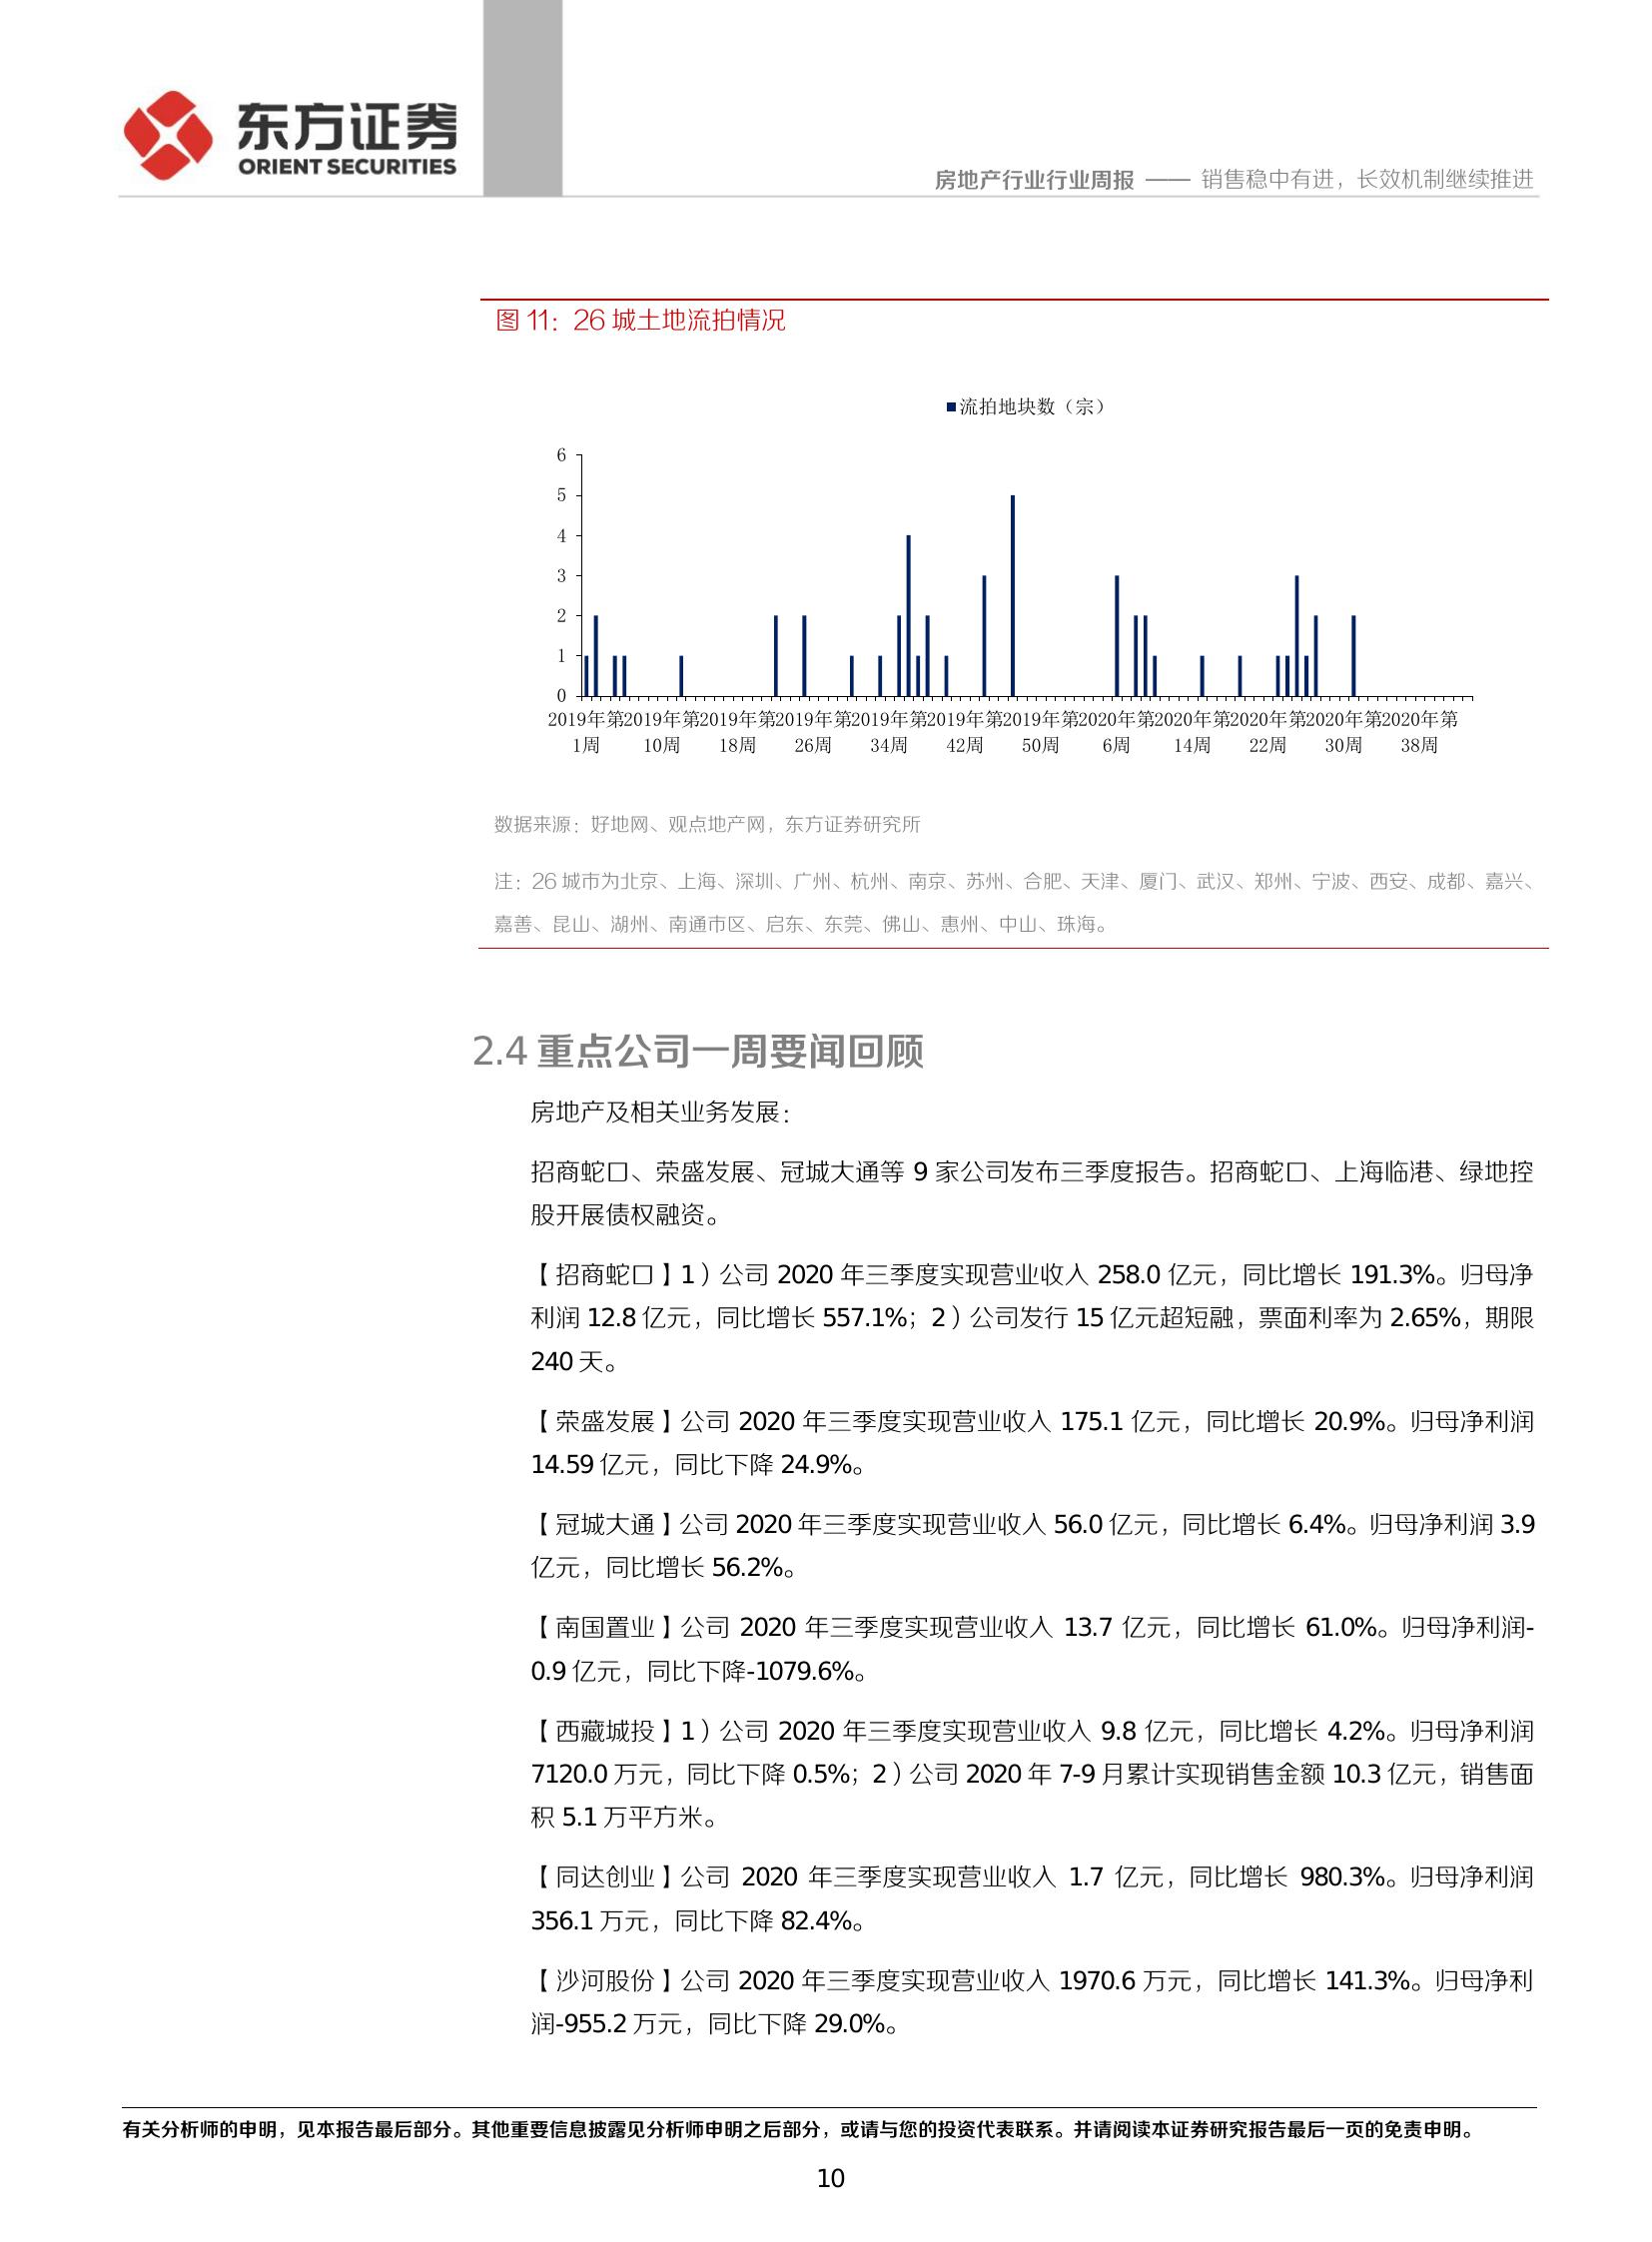 东方证券
ORIENT SECURITIES
房地产行业行业周报 —— 销售稳中有进，长效机制继续推进
图 11：26 城土地流拍情况
流拍地块数（宗）
6
5
4
3
2
1
0
2019年第2019年第2019年第2019年第2019年第2019年第2019年第2020年第2020年第2020年第2020年第2020年第
1周 10周 18周 26周 34周 42周 50周 6周 14周 22周 30周 38周
数据来源：好地网、观点地产网，东方证券研究所
注：26 城市为北京、上海、深圳、广州、杭州、南京、苏州、合肥、天津、厦门、武汉、郑州、宁波、西安、成都、嘉兴、
嘉善、昆山、湖州、南通市区、启东、东莞、佛山、惠州、中山、珠海。
2.4 重点公司一周要闻回顾
房地产及相关业务发展：
招商蛇口、荣盛发展、冠城大通等 9 家公司发布三季度报告。招商蛇口、上海临港、绿地控
股开展债权融资。
【招商蛇口】1）公司 2020 年三季度实现营业收入 258.0 亿元，同比增长 191.3%。归母净
利润 12.8 亿元，同比增长 557.1%；2）公司发行 15 亿元超短融，票面利率为 2.65%，期限
240 天。
【荣盛发展】公司 2020 年三季度实现营业收入 175.1 亿元，同比增长 20.9%。归母净利润
14.59 亿元，同比下降 24.9%。
【冠城大通】公司 2020 年三季度实现营业收入 56.0 亿元，同比增长 6.4%。归母净利润 3.9
亿元，同比增长 56.2%。
【南国置业】公司 2020 年三季度实现营业收入 13.7 亿元，同比增长 61.0%。归母净利润-
0.9 亿元，同比下降-1079.6%。
【西藏城投】1）公司 2020 年三季度实现营业收入 9.8 亿元，同比增长 4.2%。归母净利润
7120.0 万元，同比下降 0.5%；2）公司 2020 年 7-9 月累计实现销售金额 10.3 亿元，销售面
积 5.1 万平方米。
【同达创业】公司 2020 年三季度实现营业收入 1.7 亿元，同比增长 980.3%。归母净利润
356.1 万元，同比下降 82.4%。
【沙河股份】公司 2020 年三季度实现营业收入 1970.6 万元，同比增长 141.3%。归母净利
润-955.2 万元，同比下降 29.0%。
有关分析师的申明，见本报告最后部分。其他重要信息披露见分析师申明之后部分，或请与您的投资代表联系。并请阅读本证券研究报告最后一页的免责申明。
10